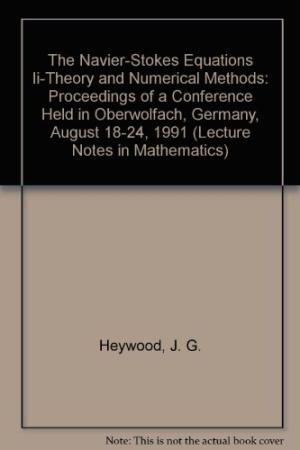 The Navier-Stokes Equations
Ii-Theory and Numerical Methods:
Proceedings of a Conference
Held in Oberwolfach, Germany,
August 18-24, 1991 (Lecture
Notes in Mathematics)
Heywood, J. G.
Note: This is not the actual book cover